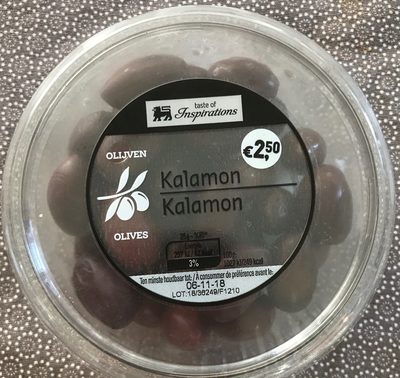 taste of
Inspirations
€2,50
OLIJVEN
Kalamon
Kalamon
OLIVES
100g
3%
Ten minste houdbaar tot: / A consommer de préférence avant le:
06-11-18
LOT:18/36249/F1210